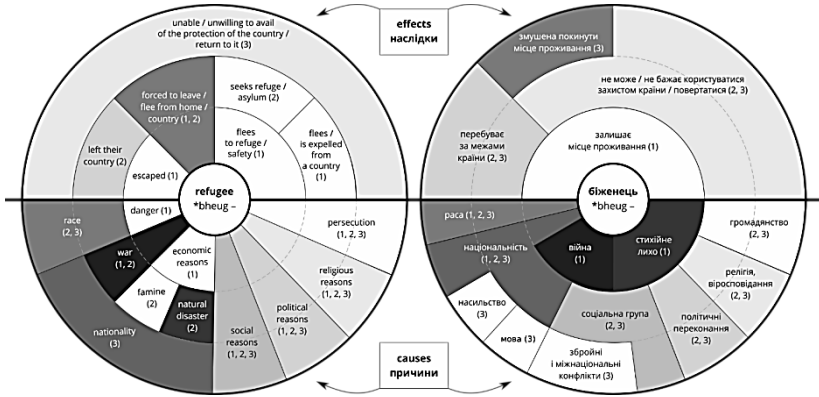 unable / unwilling to avail
of the protection of the country /
return to it (3)
forced to leave /
flee from home /
country (1, 2)
seeks refuge /
asylum (2)
left their
country (2)
escaped (1)
flees
to refuge /
safety (1)
flees /
is expelled
from
a country
(1)
refugee
*bheug –
race
(2, 3)
danger (1)
war
(1, 2)
economic
reasons
(1)
famine
(2)
natural
disaster
(2)
nationality
(3)
social
reasons
(1, 2, 3)
political
reasons
(1, 2, 3)
religious
reasons
(1, 2, 3)
persecution
(1, 2, 3)
effects
наслідки
causes
причини
змушена покинути
місце проживання (3)
не може / не бажає користуватися
захистом країни / повертатися (2, 3)
перебуває
за межами
країни (2, 3)
залишає
місце проживання (1)
біженець
*bheug –
раса (1, 2, 3)
національність
(1, 2, 3)
війна
(1)
стихійне
лихо (1)
громадянство
(2, 3)
релігія,
віросповідання
(2, 3)
політичні
переконання
(2, 3)
соціальна група
(2, 3)
насильство
(3)
мова (3)
збройні
і міжнаціональні
конфлікти (3)